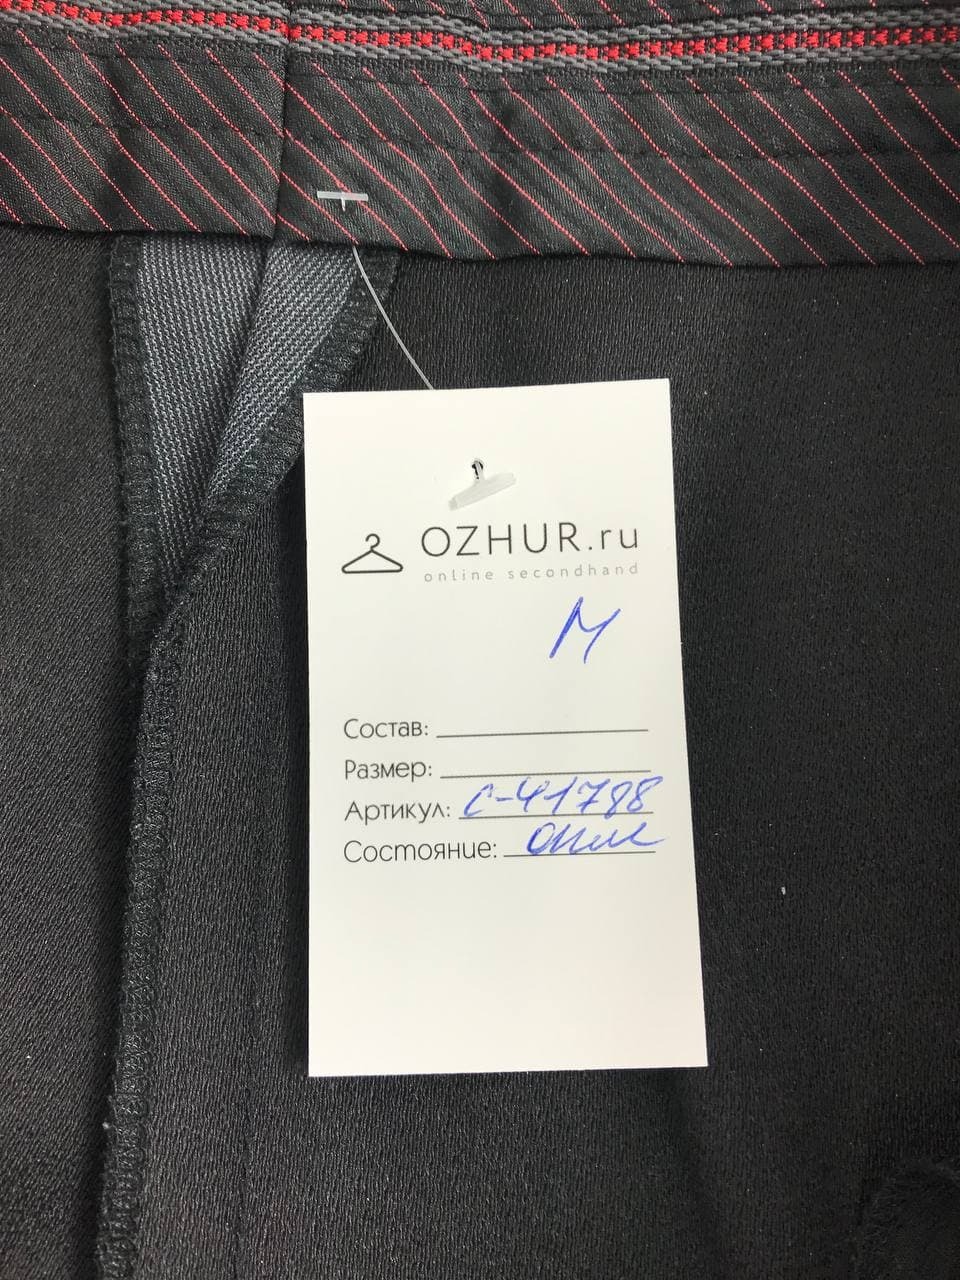 OZHUR.ru
online secondhand
М
Состав:
Размер:
Артикул: С-41788
Состояние: